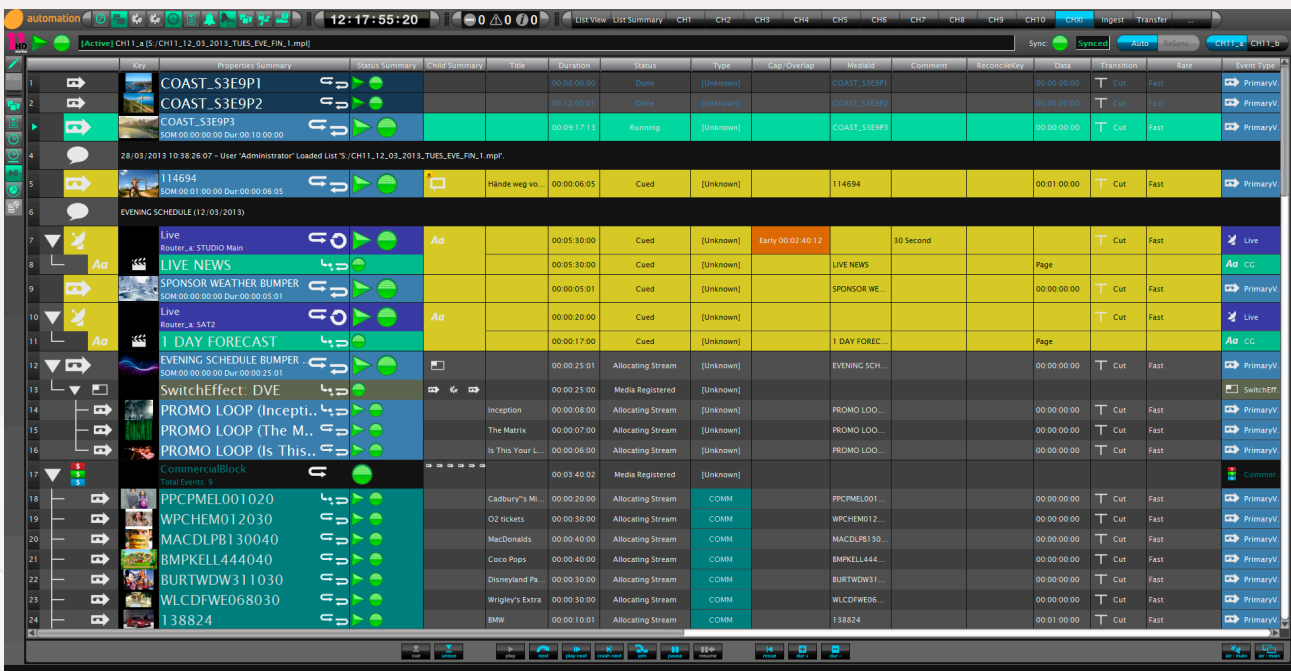 automation 12:17:55:20 0 0 0 List View List Summary CH1 CH2 CH3 CH4 CH5 CH6 CH7 CH8 CH9 CH10 CHXI Ingest Transfer ...
HD [Active] CH11_a [S:/CH11_12_03_2013_TUES_EVE_FIN_1.mpl] Sync: Synced Auto ReSync... CH11_a CH11_b
Key Properties Summary Status Summary Child Summary Title Duration Status Type Gap/Overlap MediaId Comment ReconcileKey Data Transition Rate Event Type
1 COAST_S3E9P1 00:08:00:00 Done [Unknown] COAST_S3E9P1 00:00:00:00 Cut Fast PrimaryV.
2 COAST_S3E9P2 00:12:00:01 Done [Unknown] COAST_S3E9P2 00:00:00:00 Cut Fast PrimaryV.
COAST_S3E9P3 00:09:17:13 Running [Unknown] COAST_S3E9P3 00:00:00:00 Cut Fast PrimaryV.
SOM:00:00:00:00 Dur:00:10:00:00
4 28/03/2013 10:38:26:07 - User 'Administrator' Loaded List 'S:/CH11_12_03_2013_TUES_EVE_FIN_1.mpl'.
5 114694 Hände weg vo... 00:00:06:05 Cued [Unknown] 114694 00:01:00:00 Cut Fast PrimaryV.
SOM:00:01:00:00 Dur:00:00:06:05
6 EVENING SCHEDULE (12/03/2013)
7 Live Aa 00:05:30:00 Cued [Unknown] Early 00:02:40:12 30 Second Cut Fast Live
Router_a: STUDIO Main
8 Aa LIVE NEWS 00:05:30:00 Cued [Unknown] LIVE NEWS Page Aa CG
9 SPONSOR WEATHER BUMPER 00:00:05:01 Cued [Unknown] SPONSOR WE... 00:00:00:00 Cut Fast PrimaryV.
SOM:00:00:00:00 Dur:00:00:05:01
10 Live Aa 00:00:20:00 Cued [Unknown] Cut Fast Live
Router_a: SAT2
11 Aa 1 DAY FORECAST 00:00:17:00 Cued [Unknown] 1 DAY FOREC... Page Aa CG
12 EVENING SCHEDULE BUMPER .. 00:00:25:01 Allocating Stream [Unknown] EVENING SCH... 00:00:00:00 Cut Fast PrimaryV.
SOM:00:00:00:00 Dur:00:00:25:01
13 SwitchEffect: DVE 00:00:25:00 Media Registered [Unknown] SwitchEff.
14 PROMO LOOP (Incepti.. Inception 00:00:08:00 Allocating Stream [Unknown] PROMO LOO... 00:00:00:00 Cut Fast PrimaryV.
15 PROMO LOOP (The M.. The Matrix 00:00:07:00 Allocating Stream [Unknown] PROMO LOO... 00:00:00:00 Cut Fast PrimaryV.
16 PROMO LOOP (Is This.. Is This Your L... 00:00:06:00 Allocating Stream [Unknown] PROMO LOO... 00:00:00:00 Cut Fast PrimaryV.
17 CommercialBlock 00:03:40:02 Media Registered [Unknown] Commer
Total Events: 9
18 PPCPMEL001020 Cadbury"s Mi... 00:00:20:00 Allocating Stream COMM PPCPMEL001... 00:00:00:00 Cut Fast PrimaryV.
19 WPCHEM012030 O2 tickets 00:00:30:00 Allocating Stream COMM WPCHEM012... 00:00:00:00 Cut Fast PrimaryV.
20 MACDLPB130040 MacDonalds 00:00:40:00 Allocating Stream COMM MACDLPB130... 00:00:00:00 Cut Fast PrimaryV.
21 BMPKELL444040 Coco Pops 00:00:40:00 Allocating Stream COMM BMPKELL444... 00:00:00:00 Cut Fast PrimaryV.
22 BURTWDW311030 Disneyland Pa... 00:00:30:00 Allocating Stream COMM BURTWDW31... 00:00:00:00 Cut Fast PrimaryV.
23 WLCDFWE068030 Wrigley's Extra 00:00:30:00 Allocating Stream COMM WLCDFWE06... 00:00:00:00 Cut Fast PrimaryV.
24 138824 BMW 00:00:10:01 Allocating Stream COMM 138824 00:01:00:00 Cut Fast PrimaryV.
cue uncue play next play next crash next join pause resume recue dur + dur - air : main air : main